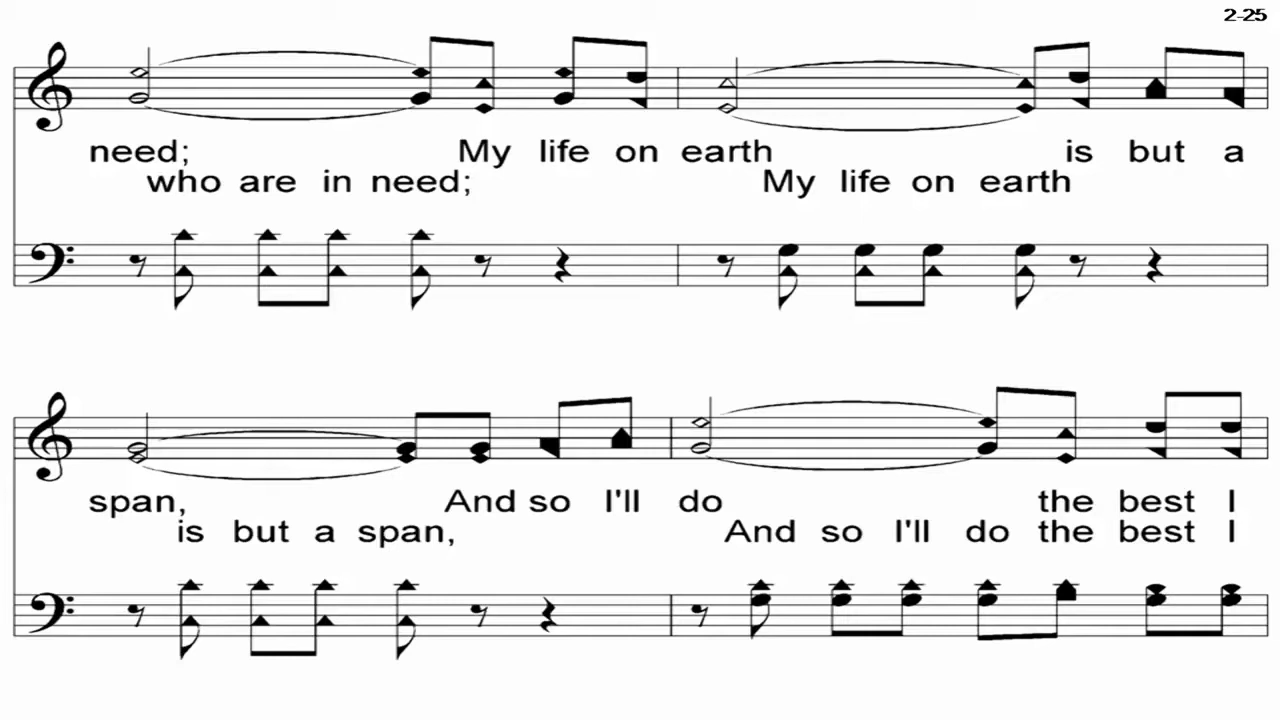 2-25
need; My life on earth is but a
who are in need; My life on earth
span, And so I'll do the best I
is but a span, And so I'll do the best I